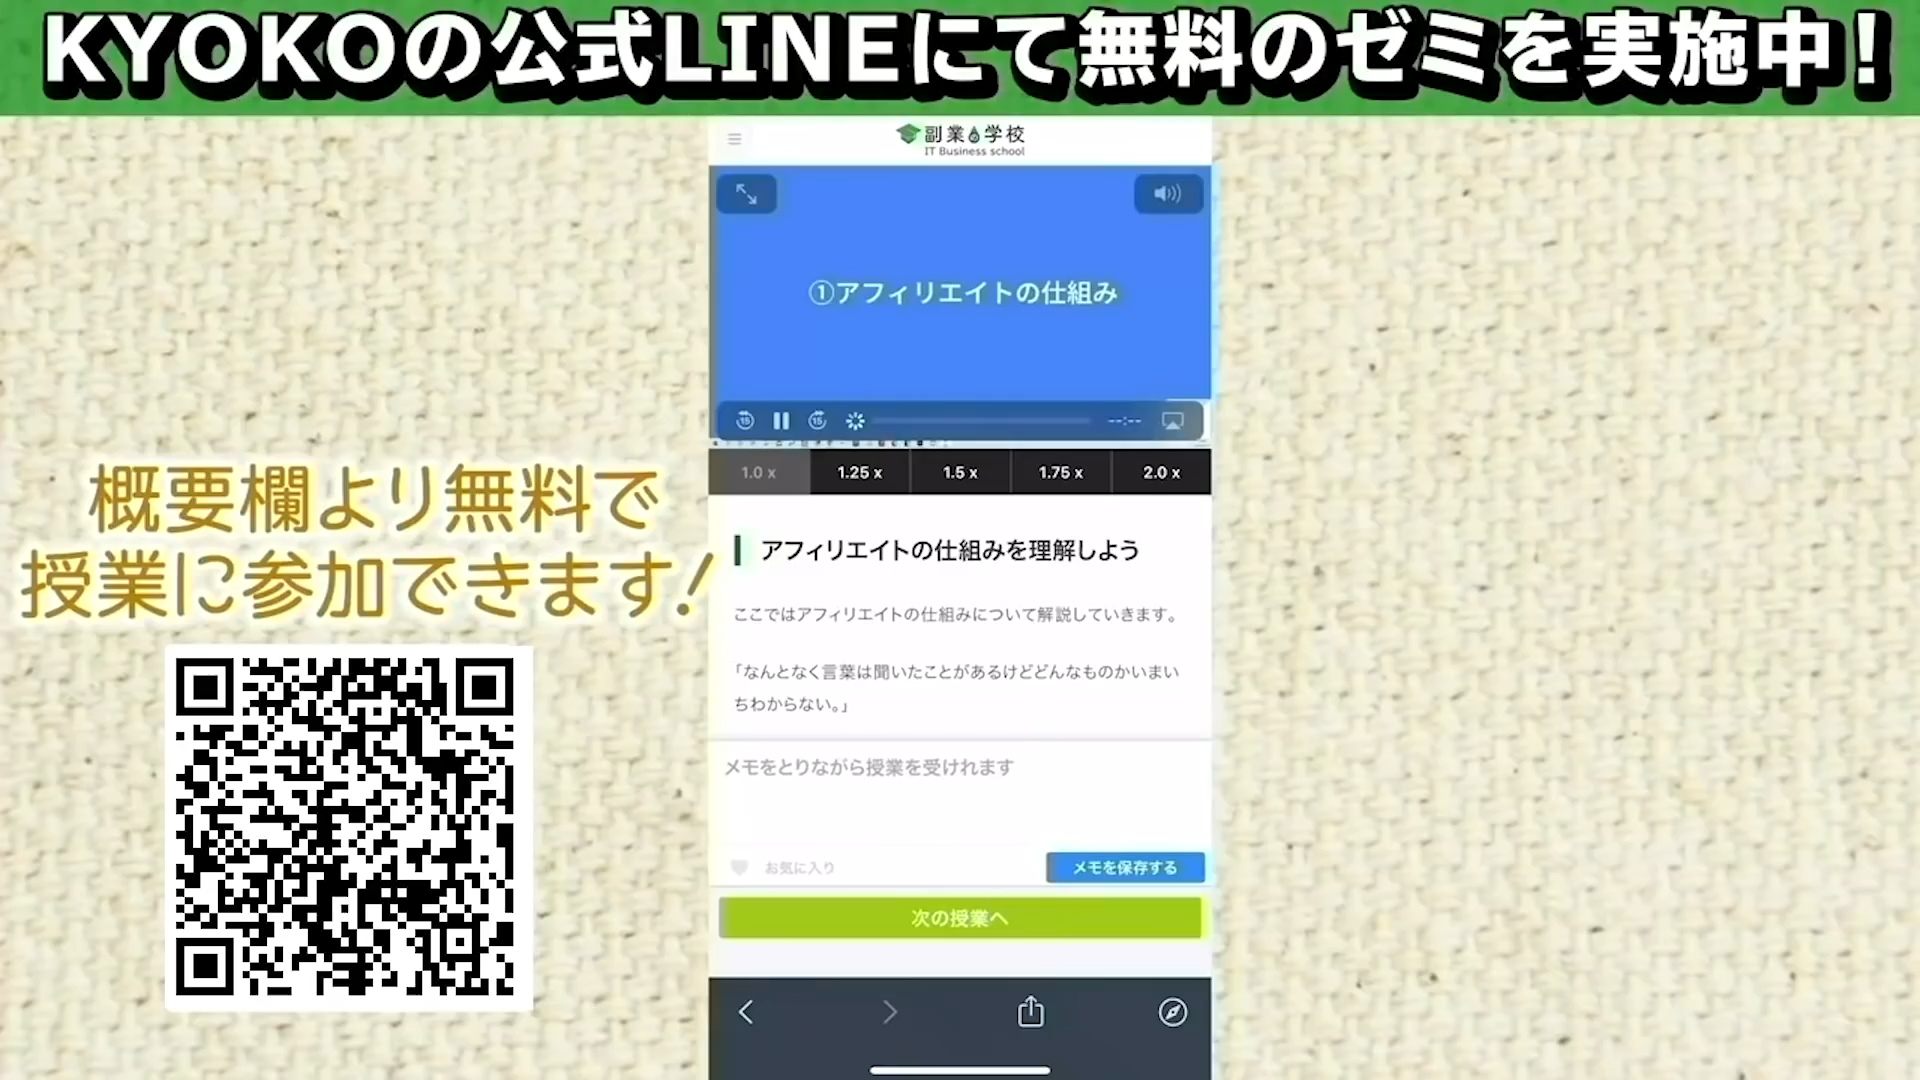 KYOKOの公式LINEにて無料のゼミを実施中！
副業の学校
IT Business school
①アフィリエイトの仕組み
15
15
--:--
1.0 x
1.25 x
1.5 x
1.75 x
2.0 x
アフィリエイトの仕組みを理解しよう
ここではアフィリエイトの仕組みについて解説していきます。
「なんとなく言葉は聞いたことがあるけどどんなものかいまい
ちわからない。」
メモをとりながら授業を受けれます
お気に入り
メモを保存する
次の授業へ
概要欄より無料で
授業に参加できます！